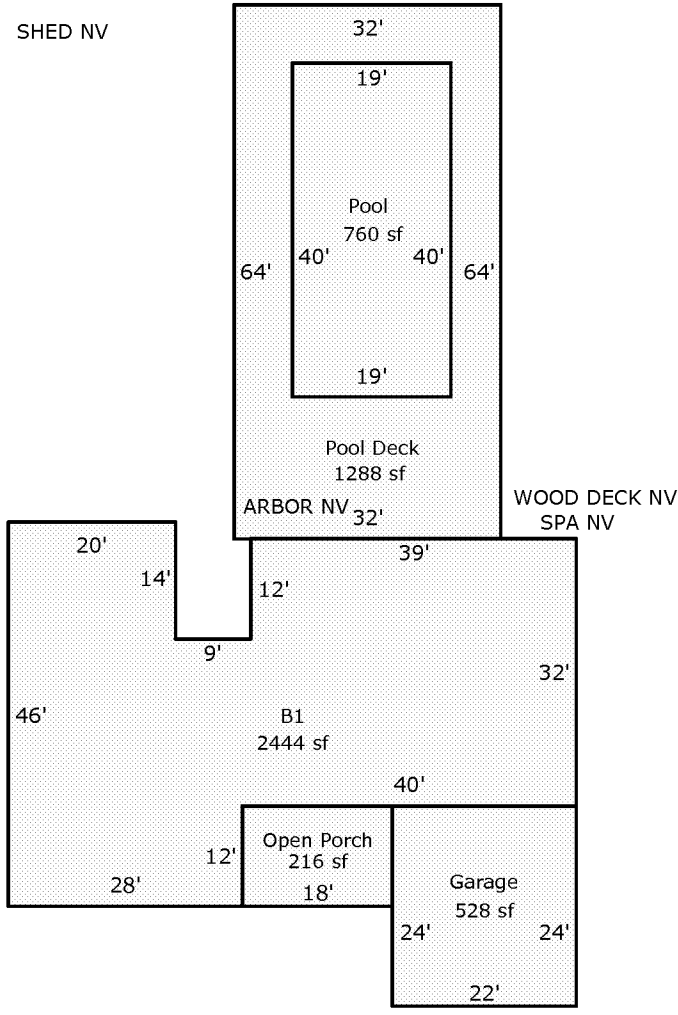 SHED NV
32'
19'
Pool
760 sf
40' 40'
64' 64'
19'
Pool Deck
1288 sf
ARBOR NV
32'
WOOD DECK NV
SPA NV
20'
39'
14'
12'
9'
32'
46'
B1
2444 sf
40'
12'
Open Porch
216 sf
28'
18'
Garage
528 sf
24' 24'
22'